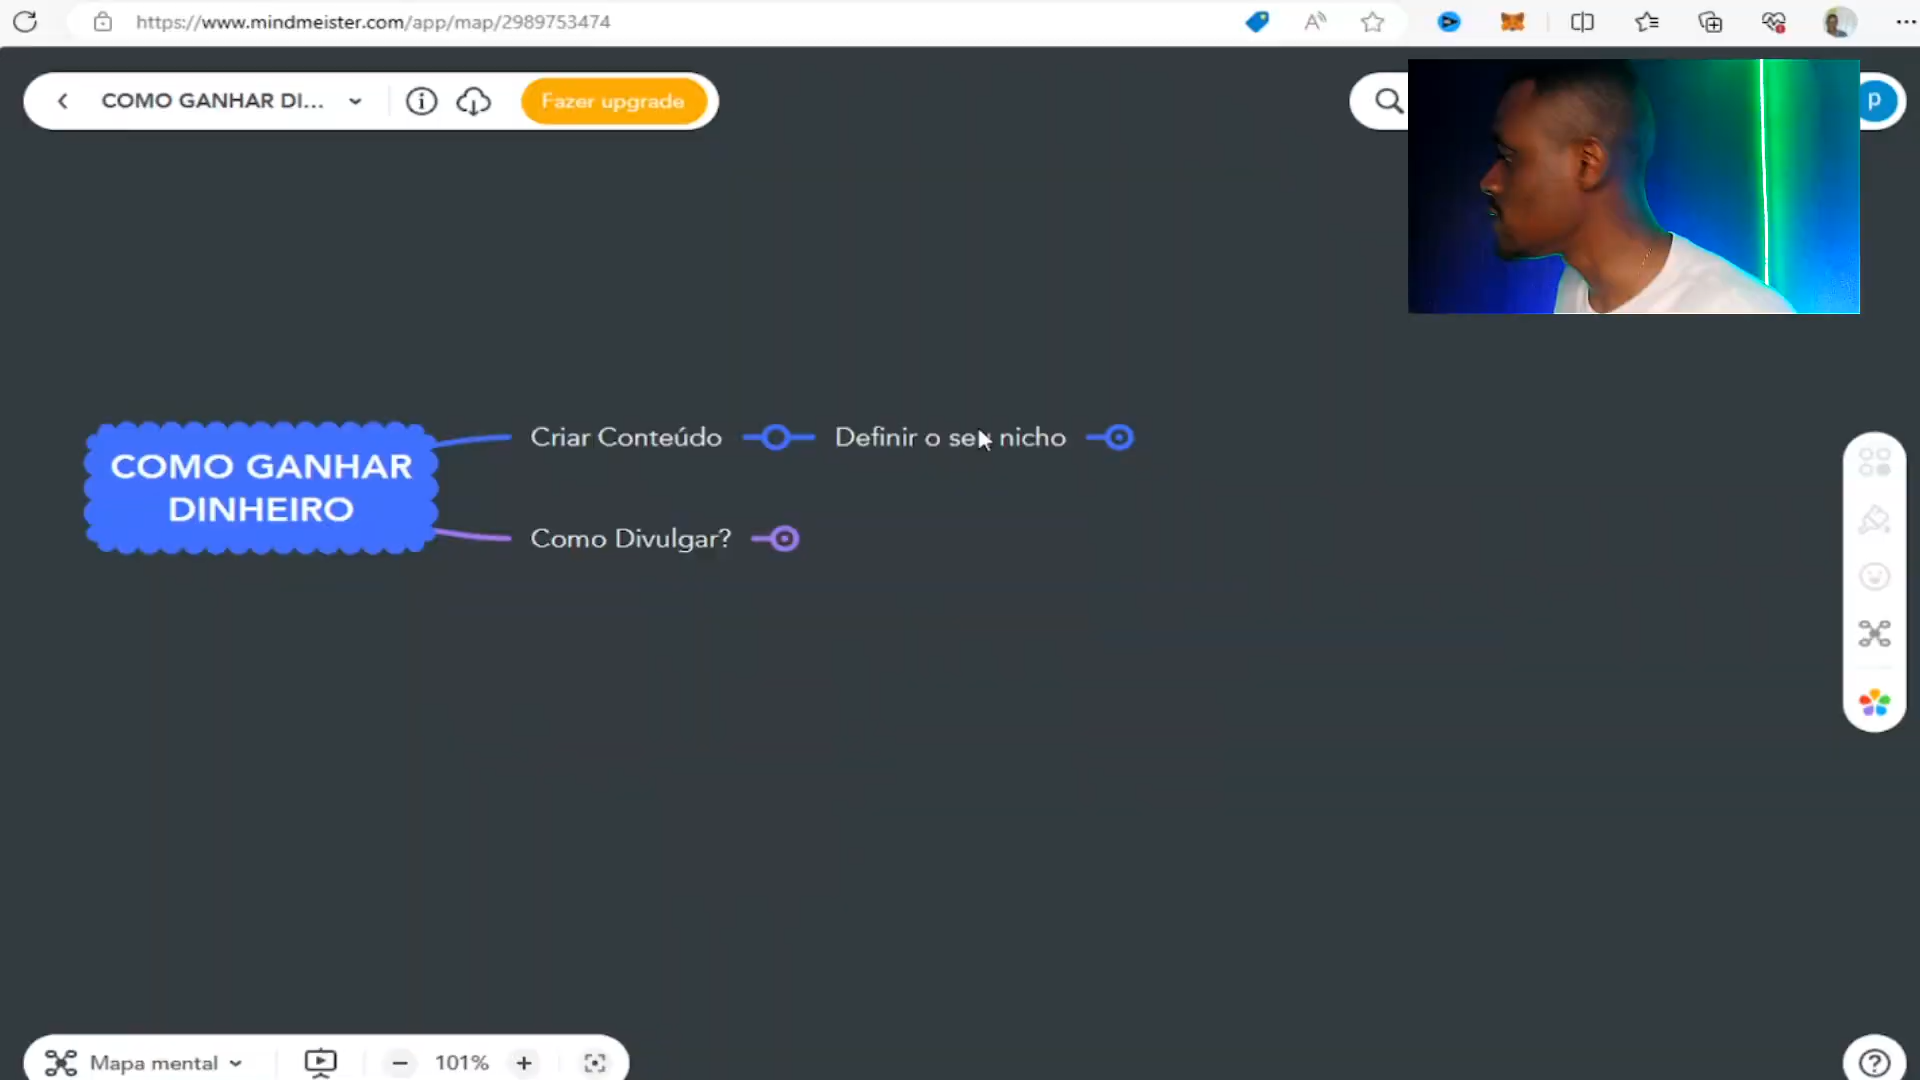 https://www.mindmeister.com/app/map/2989753474
COMO GANHAR DI...
Fazer upgrade
p
COMO GANHAR
DINHEIRO
Criar Conteúdo
Definir o seu nicho
Como Divulgar?
Mapa mental
101%